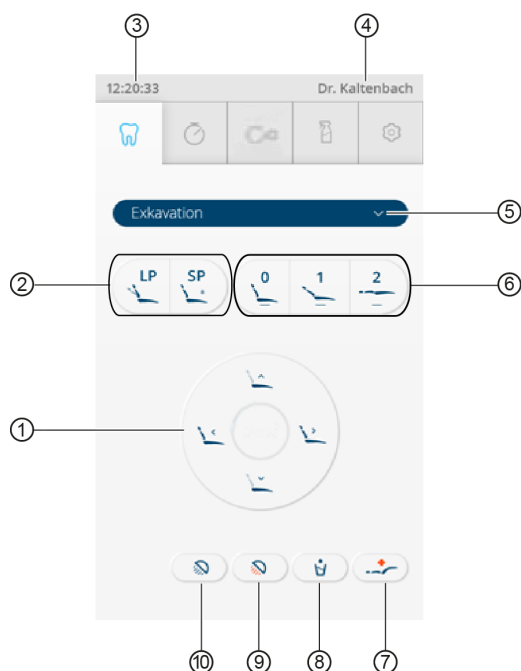 ③ ④
12:20:33 Dr. Kaltenbach
Exkavation
⑤
②
LP SP 0 1 2
⑥
①
⑩ ⑨ ⑧ ⑦